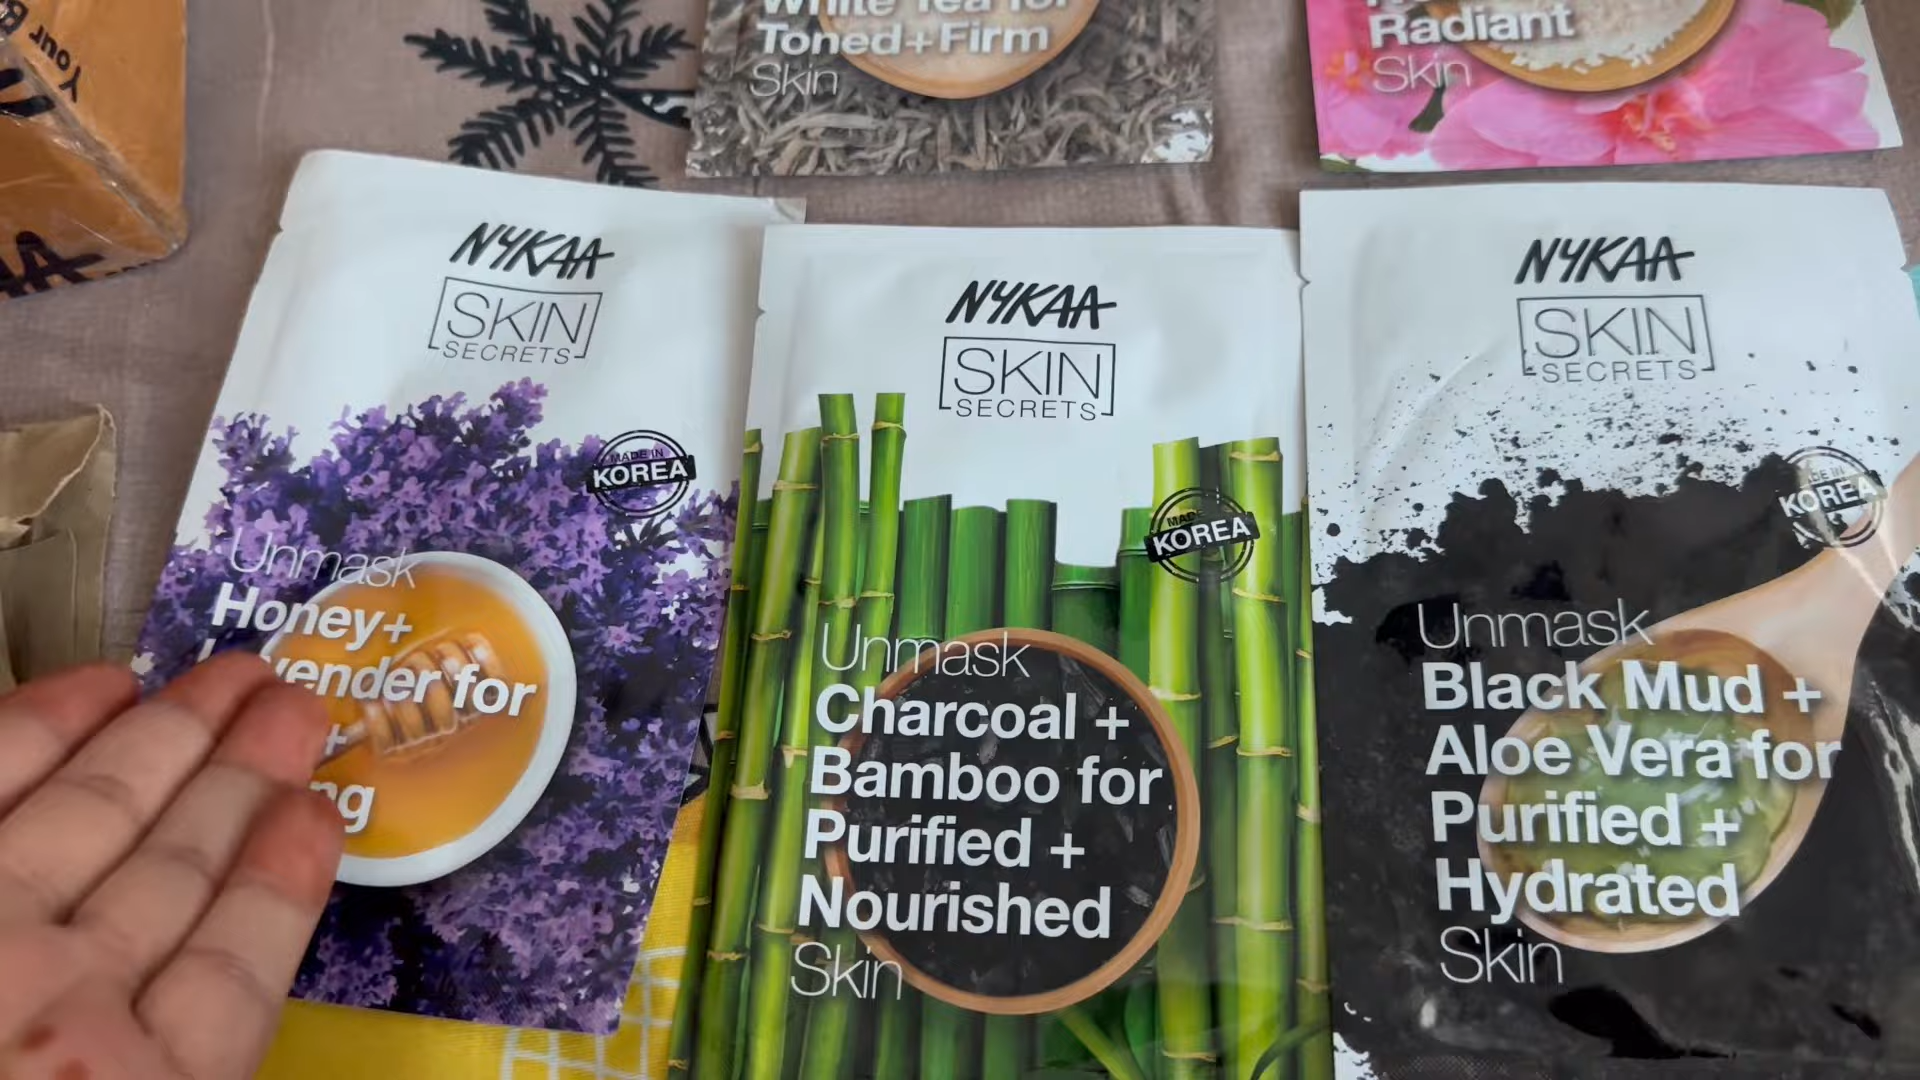 Your B
White Tea for
Toned+Firm
Skin
Radiant
Skin
NYKAA
SKIN
SECRETS
MADE IN
KOREA
Unmask
Honey+
for
+
NYKAA
SKIN
SECRETS
MADE
KOREA
Unmask
Charcoal +
Bamboo for
Purified +
Nourished
Skin
NYKAA
SKIN
SECRETS
KOREA
Unmask
Black Mud +
Aloe Vera for
Purified +
Hydrated
Skin